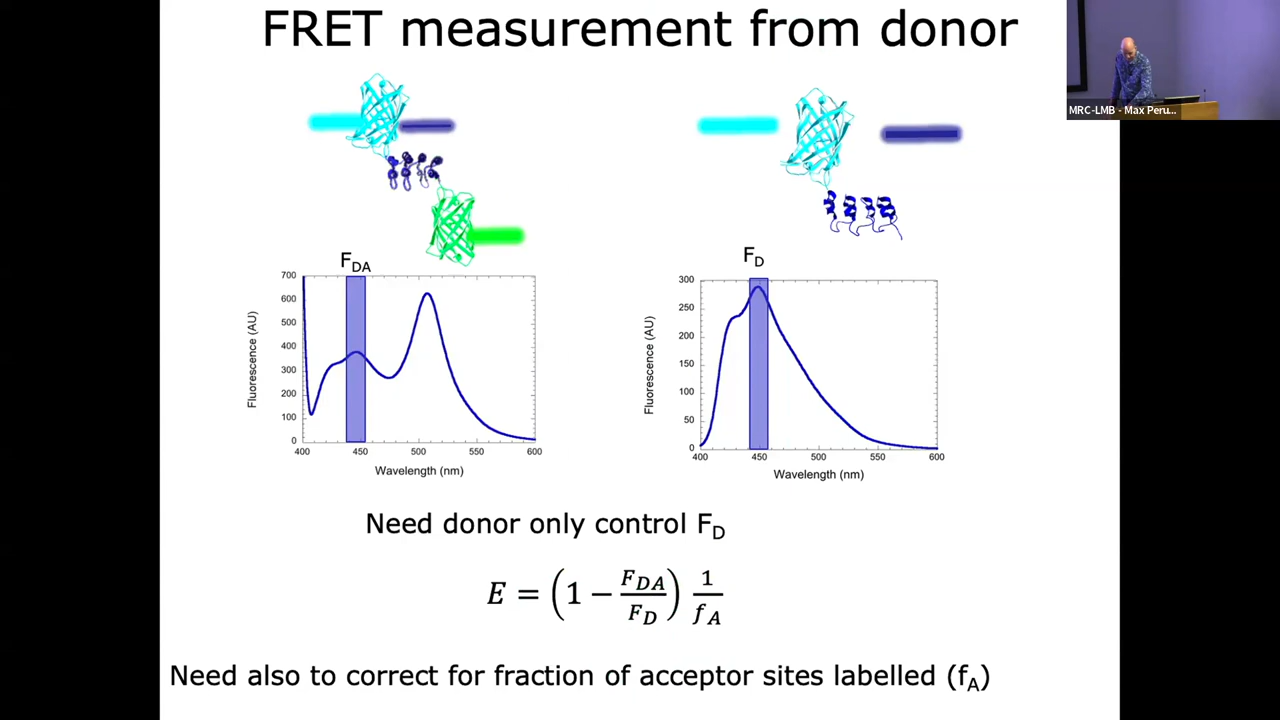 FRET measurement from donor
MRC-LMB - Max Peru...
F_DA
700
600
500
400
300
200
100
0
400
450
500
550
600
Fluorescence (AU)
Wavelength (nm)
F_D
300
250
200
150
100
50
0
400
450
500
550
600
Fluorescence (AU)
Wavelength (nm)
Need donor only control F_D
E = (1 − F_DA / F_D) 1 / f_A
Need also to correct for fraction of acceptor sites labelled (f_A)